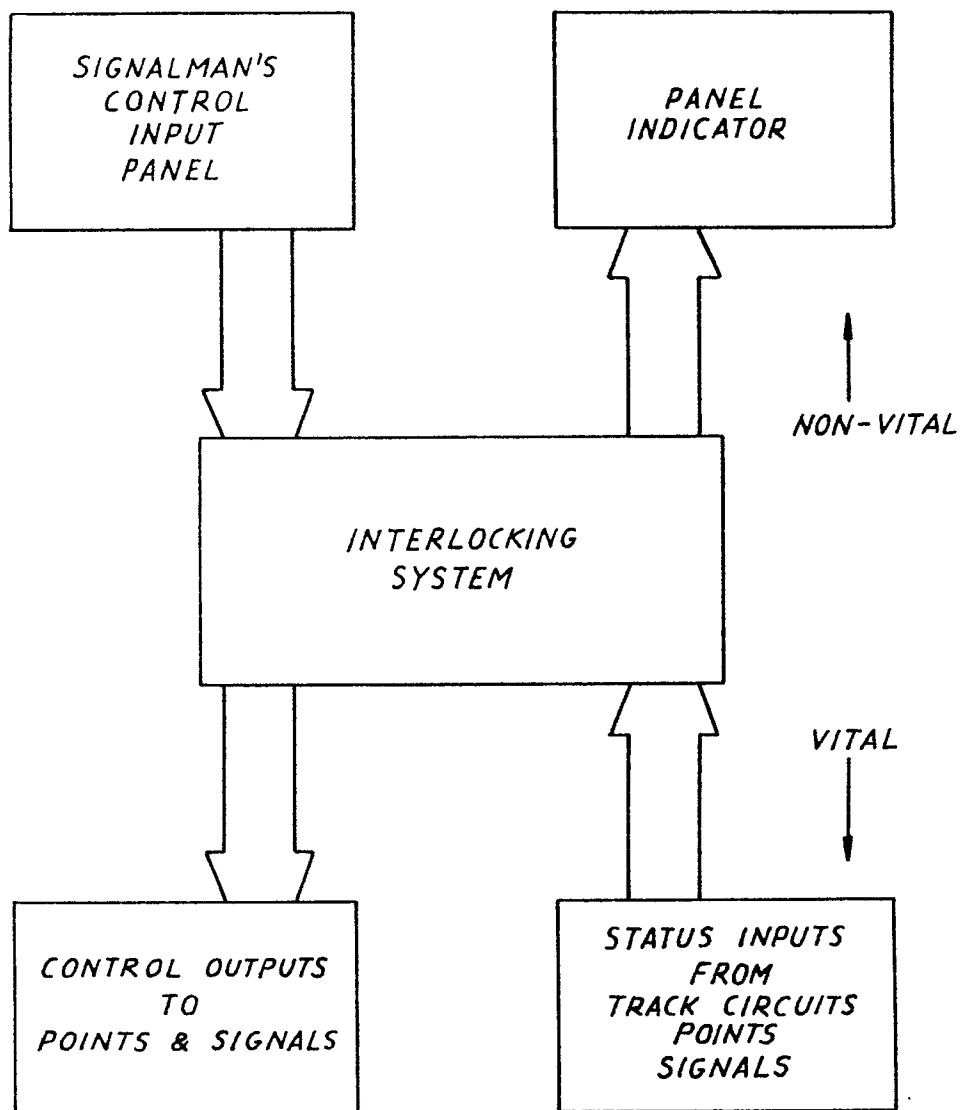 SIGNALMAN'S
CONTROL
INPUT
PANEL
PANEL
INDICATOR
NON-VITAL
INTERLOCKING
SYSTEM
VITAL
CONTROL OUTPUTS
TO
POINTS & SIGNALS
STATUS INPUTS
FROM
TRACK CIRCUITS
POINTS
SIGNALS